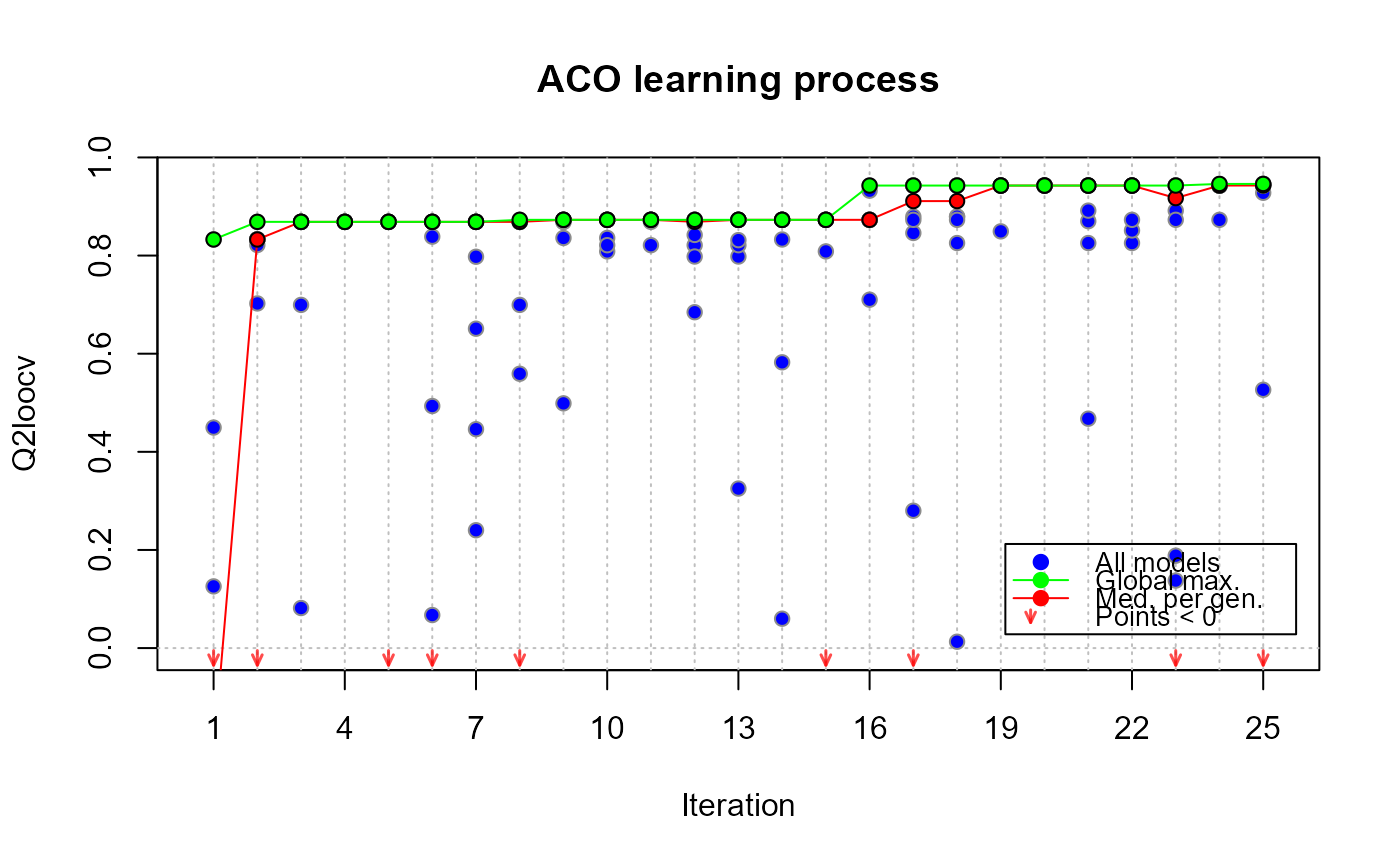 ACO learning process
Q2loocv
1.0
0.8
0.6
0.4
0.2
0.0
All models
Global max.
Med. per gen.
Points < 0
1 4 7 10 13 16 19 22 25
Iteration